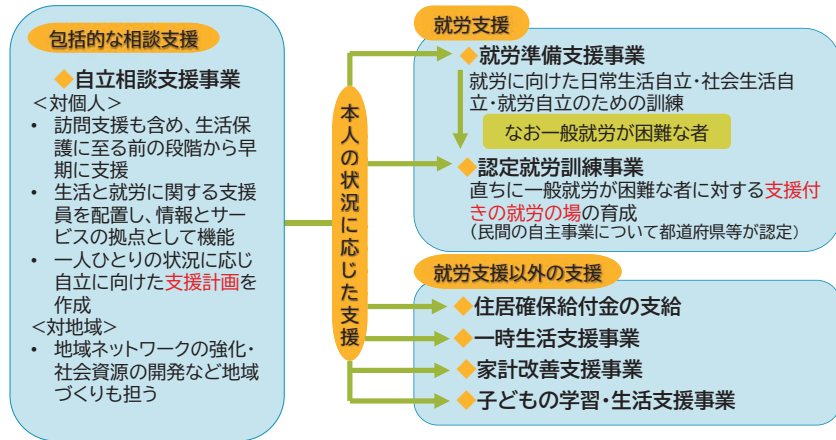 包括的な相談支援
◆自立相談支援事業
＜対個人＞
• 訪問支援も含め、生活保
護に至る前の段階から早
期に支援
• 生活と就労に関する支援
員を配置し、情報とサー
ビスの拠点として機能
• 一人ひとりの状況に応じ
自立に向けた支援計画を
作成
＜対地域＞
• 地域ネットワークの強化・
社会資源の開発など地域
づくりも担う
本人の状況に応じた支援
就労支援
◆就労準備支援事業
就労に向けた日常生活自立・社会生活自
立・就労自立のための訓練
なお一般就労が困難な者
◆認定就労訓練事業
直ちに一般就労が困難な者に対する支援付
きの就労の場の育成
（民間の自主事業について都道府県等が認定）
就労支援以外の支援
◆住居確保給付金の支給
◆一時生活支援事業
◆家計改善支援事業
◆子どもの学習・生活支援事業